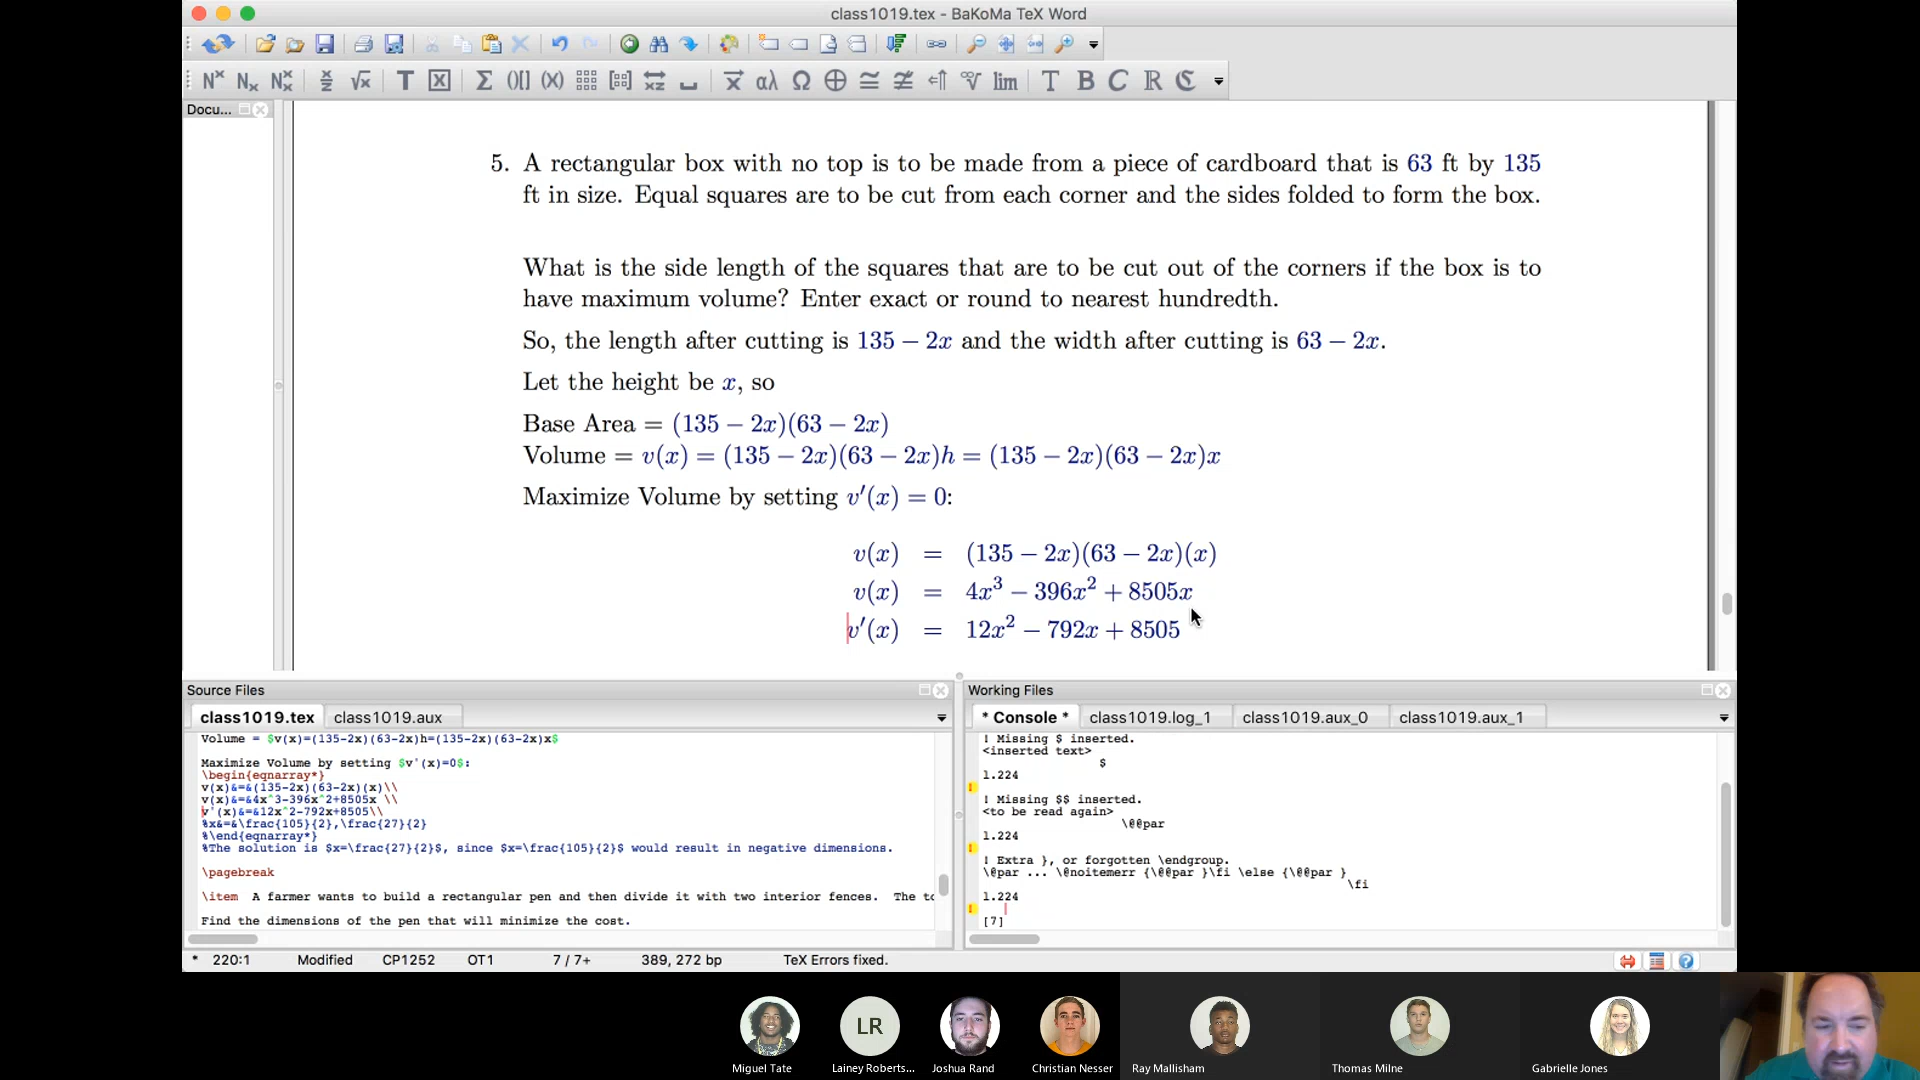 class1019.tex - BaKoMa TeX Word
Docu...
5. A rectangular box with no top is to be made from a piece of cardboard that is 63 ft by 135
ft in size. Equal squares are to be cut from each corner and the sides folded to form the box.
What is the side length of the squares that are to be cut out of the corners if the box is to
have maximum volume? Enter exact or round to nearest hundredth.
So, the length after cutting is 135 − 2x and the width after cutting is 63 − 2x.
Let the height be x, so
Base Area = (135 − 2x)(63 − 2x)
Volume = v(x) = (135 − 2x)(63 − 2x)h = (135 − 2x)(63 − 2x)x
Maximize Volume by setting v′(x) = 0:
v(x) = (135 − 2x)(63 − 2x)(x)
v(x) = 4x³ − 396x² + 8505x
v′(x) = 12x² − 792x + 8505
Source Files
class1019.tex class1019.aux
Volume = $v(x)=(135-2x)(63-2x)h=(135-2x)(63-2x)x$
Maximize Volume by setting $v'(x)=0$:
\begin{eqnarray*}
v(x)&=&(135-2x)(63-2x)(x)\\
v(x)&=&4x^3-396x^2+8505x \\
v'(x)&=&12x^2-792x+8505\\
%x&=&\frac{105}{2},\frac{27}{2}
%\end{eqnarray*}
%The solution is $x=\frac{27}{2}$, since $x=\frac{105}{2}$ would result in negative dimensions.
\pagebreak
\item A farmer wants to build a rectangular pen and then divide it with two interior fences. The to
Find the dimensions of the pen that will minimize the cost.
Working Files
* Console * class1019.log_1 class1019.aux_0 class1019.aux_1
! Missing $ inserted.
<inserted text>
$
l.224
! Missing $$ inserted.
<to be read again>
\@@par
l.224
! Extra }, or forgotten \endgroup.
\@par ... \@noitemerr {\@@par }\fi \else {\@@par }
\fi
l.224
[7]
* 220:1 Modified CP1252 OT1 7 / 7+ 389, 272 bp TeX Errors fixed.
LR
Miguel Tate Lainey Roberts... Joshua Rand Christian Nesser Ray Mallisham Thomas Milne Gabrielle Jones